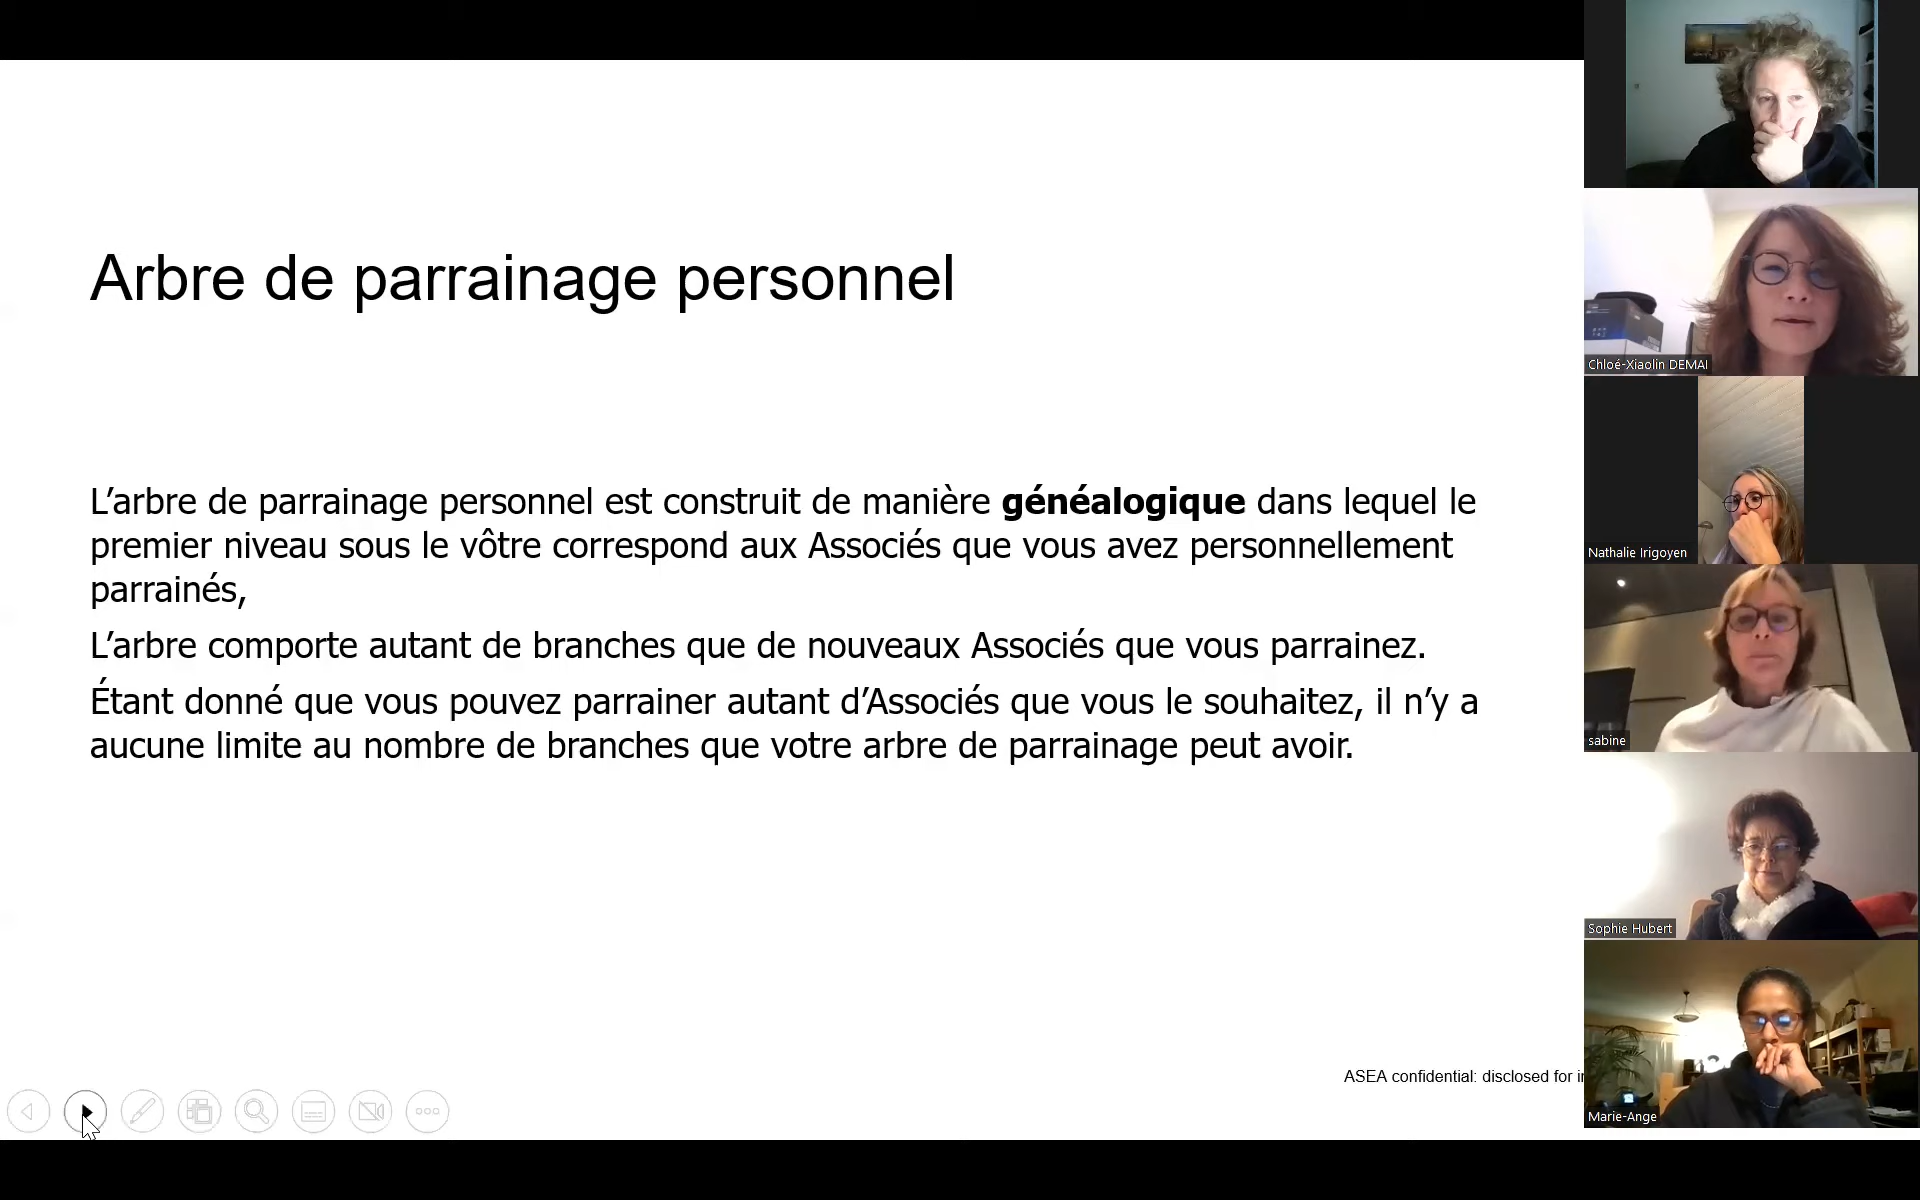 Arbre de parrainage personnel
L’arbre de parrainage personnel est construit de manière généalogique dans lequel le
premier niveau sous le vôtre correspond aux Associés que vous avez personnellement
parrainés,
L’arbre comporte autant de branches que de nouveaux Associés que vous parrainez.
Étant donné que vous pouvez parrainer autant d’Associés que vous le souhaitez, il n’y a
aucune limite au nombre de branches que votre arbre de parrainage peut avoir.
ASEA confidential: disclosed for
Chloé-Xiaolin DEMAI
Nathalie Irigoyen
sabine
Sophie Hubert
Marie-Ange